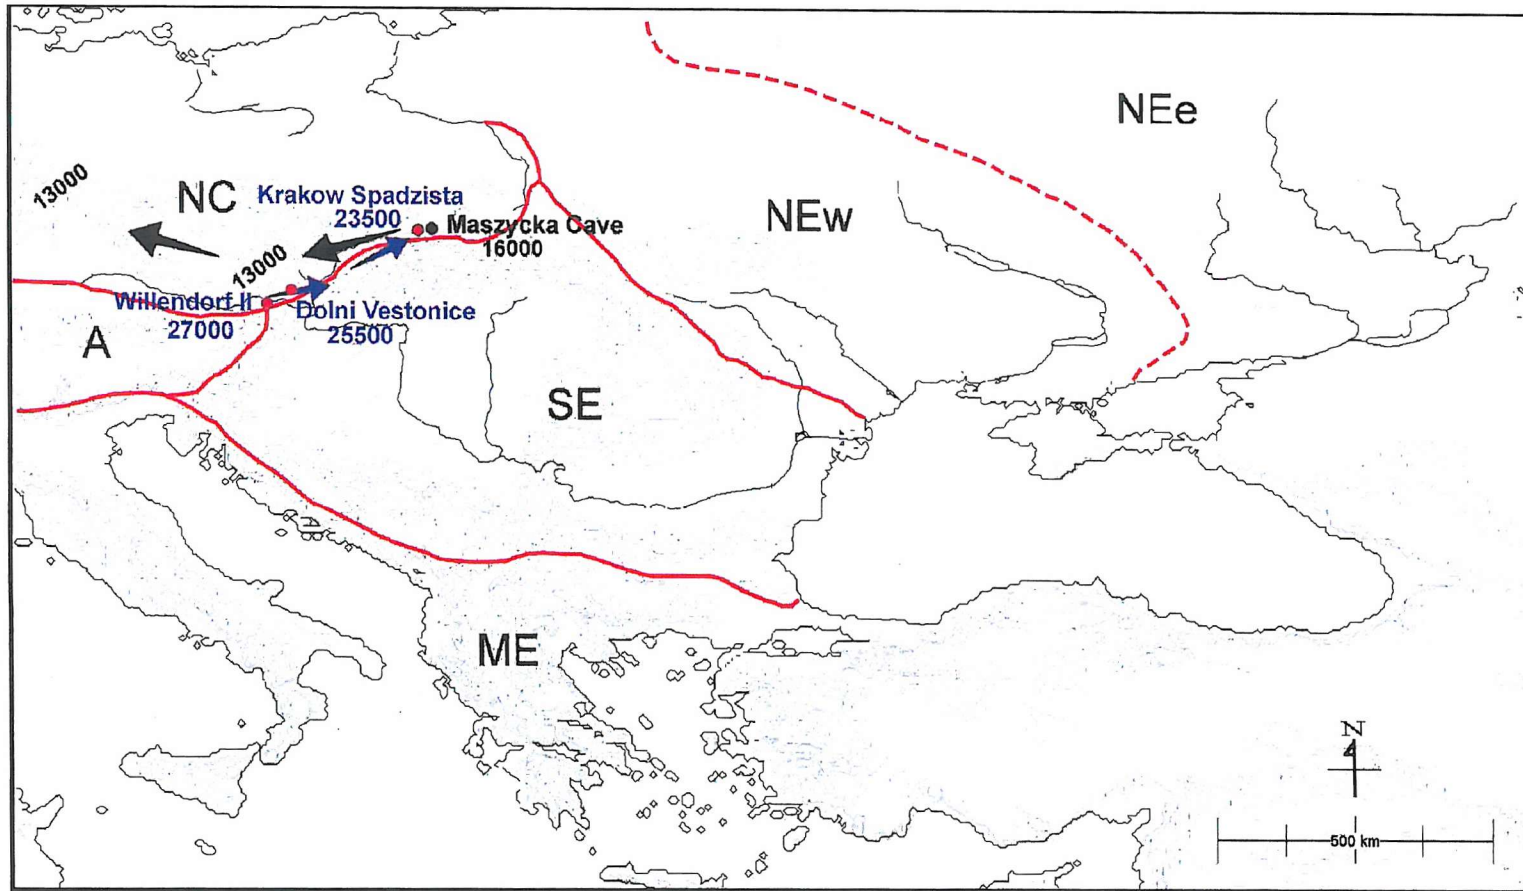 NEe
13000
NC
Krakow Spadzista
23500
Maszycka Cave
16000
NEw
13000
Willendorf II
27000
Dolni Vestonice
25500
A
SE
ME
N
500 km